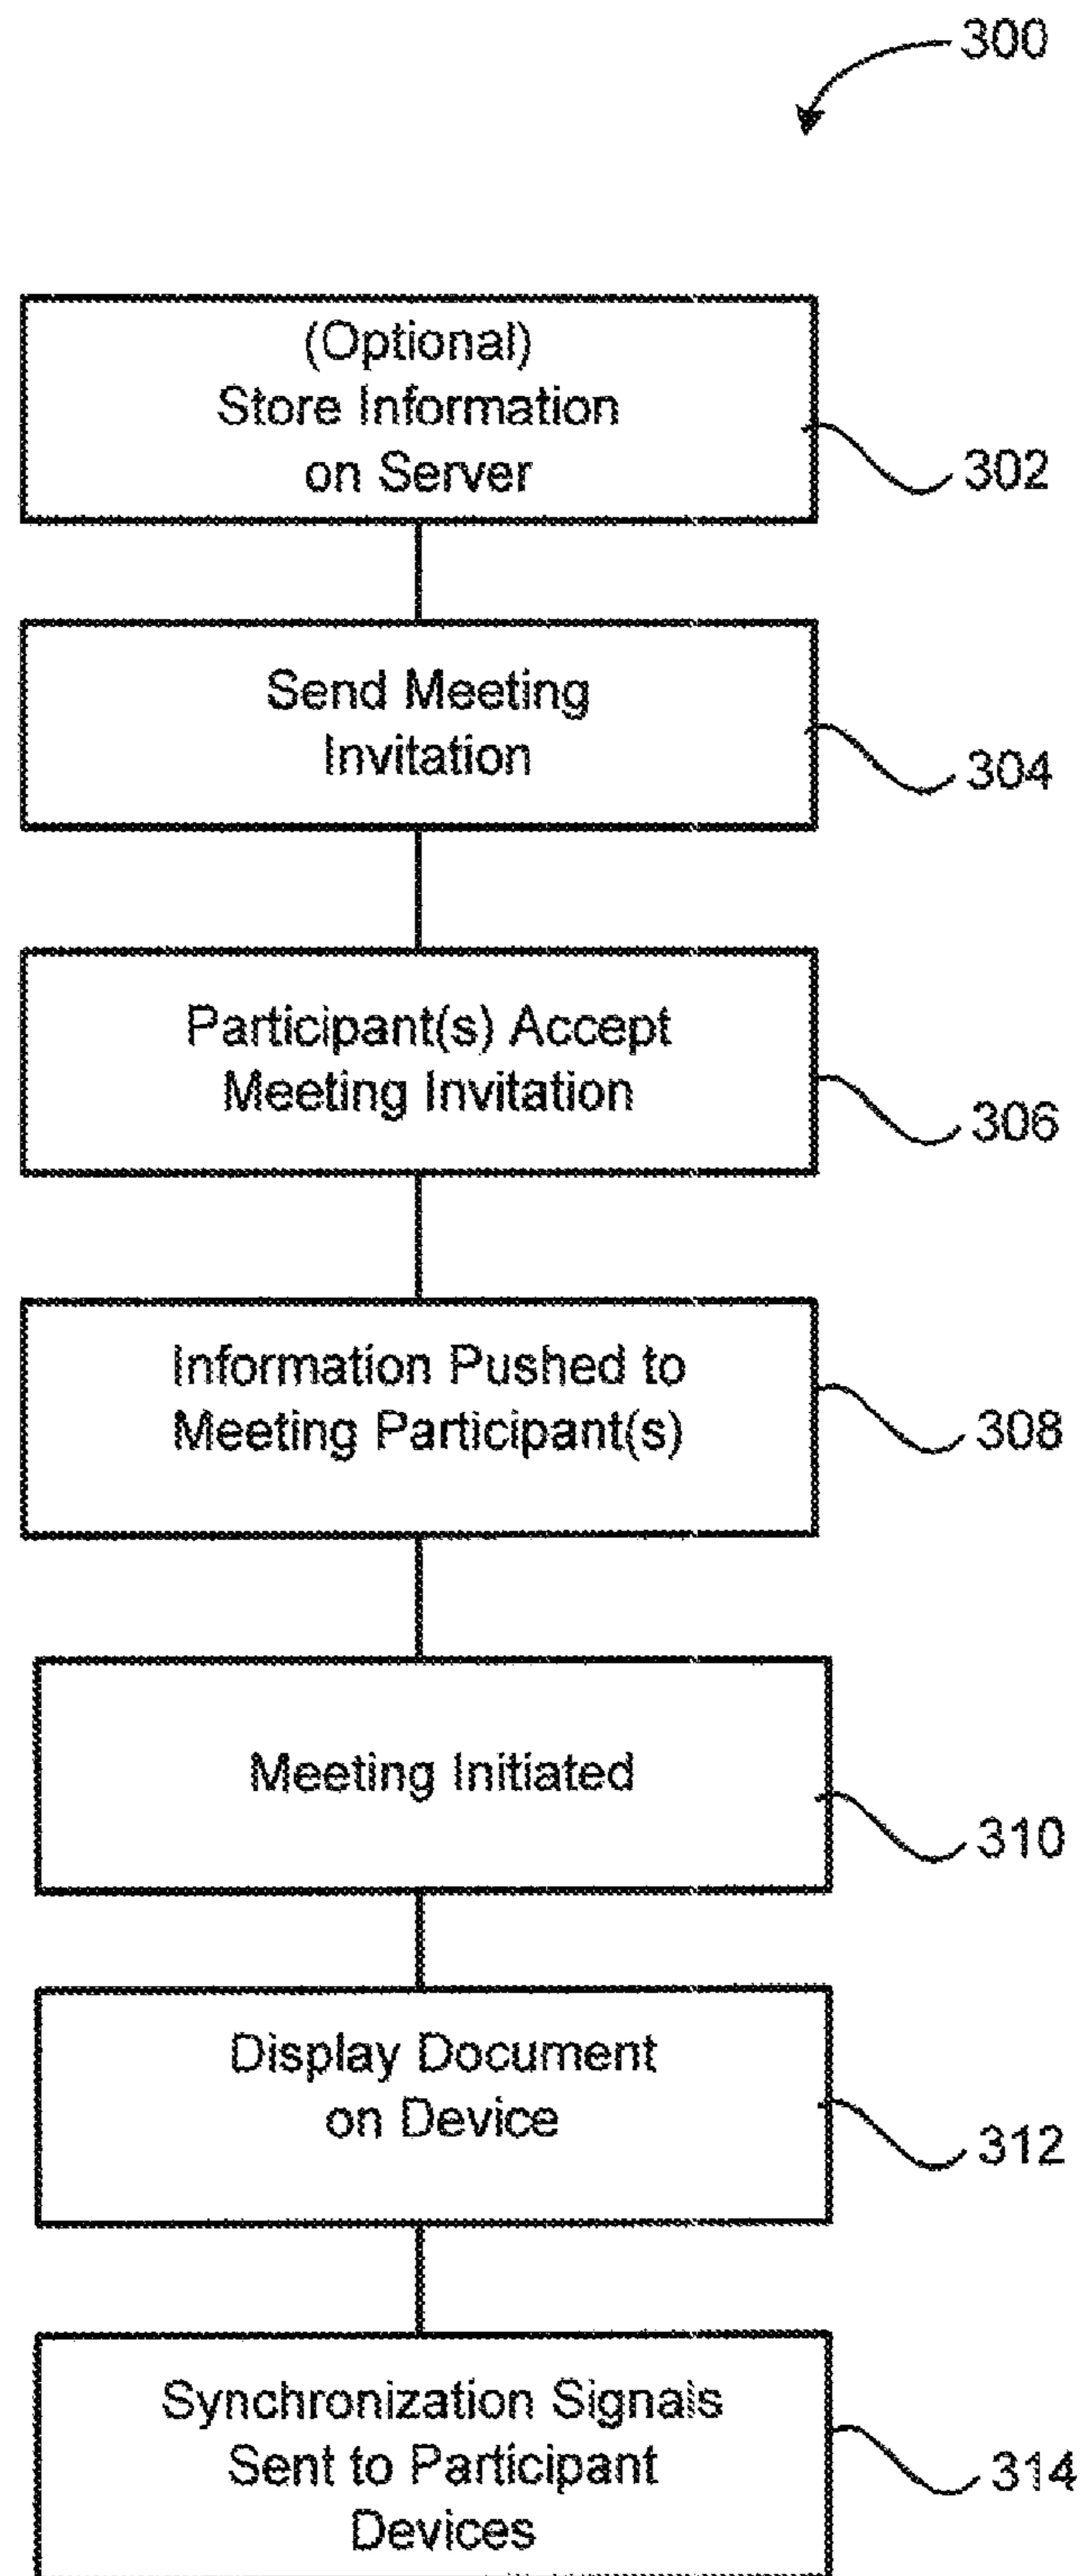 300
(Optional)
Store Information
on Server
302
Send Meeting
Invitation
304
Participant(s) Accept
Meeting Invitation
306
Information Pushed to
Meeting Participant(s)
308
Meeting Initiated
310
Display Document
on Device
312
Synchronization Signals
Sent to Participant
Devices
314